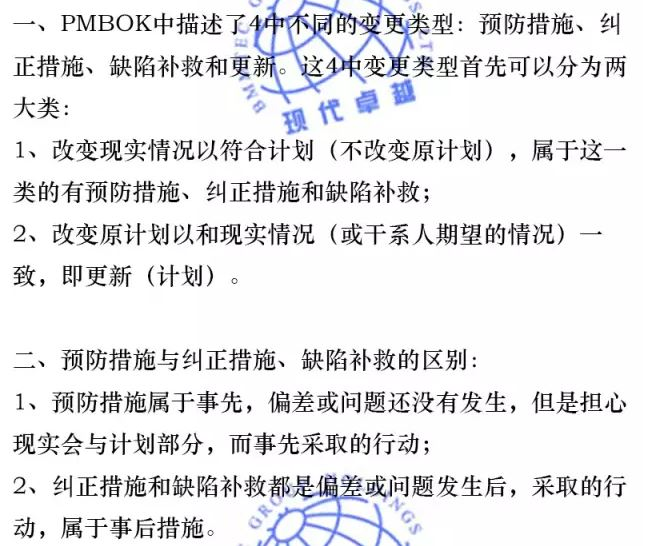 一、PMBOK中描述了4中不同的变更类型：预防措施、纠
正措施、缺陷补救和更新。这4中变更类型首先可以分为两
大类：
现代卓越
1、改变现实情况以符合计划（不改变原计划），属于这一
类的有预防措施、纠正措施和缺陷补救；
2、改变原计划以和现实情况（或干系人期望的情况）一
致，即更新（计划）。
二、预防措施与纠正措施、缺陷补救的区别：
1、预防措施属于事先，偏差或问题还没有发生，但是担心
现实会与计划部分，而事先采取的行动；
2、纠正措施和缺陷补救都是偏差或问题发生后，采取的行
动，属于事后措施。